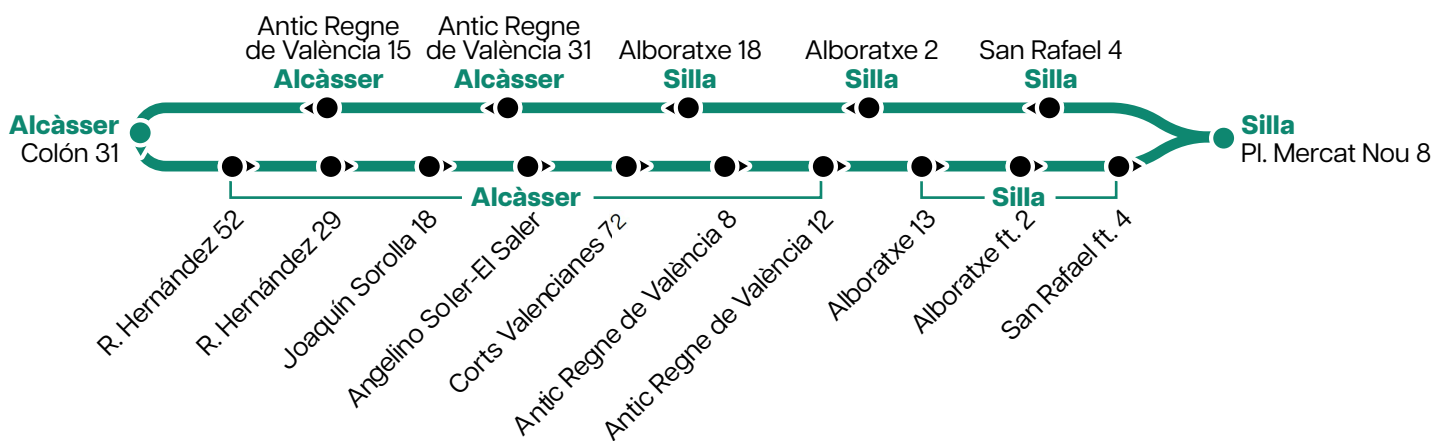 Antic Regne
de València 15
Alcàsser
Antic Regne
de València 31
Alcàsser
Alboratxe 18
Silla
Alboratxe 2
Silla
San Rafael 4
Silla
Alcàsser
Colón 31
Silla
Pl. Mercat Nou 8
Alcàsser
Silla
R. Hernández 52
R. Hernández 29
Joaquín Sorolla 18
Angelino Soler-El Saler
Corts Valencianes 72
Antic Regne de València 8
Antic Regne de València 12
Alboratxe 13
Alboratxe ft. 2
San Rafael ft. 4